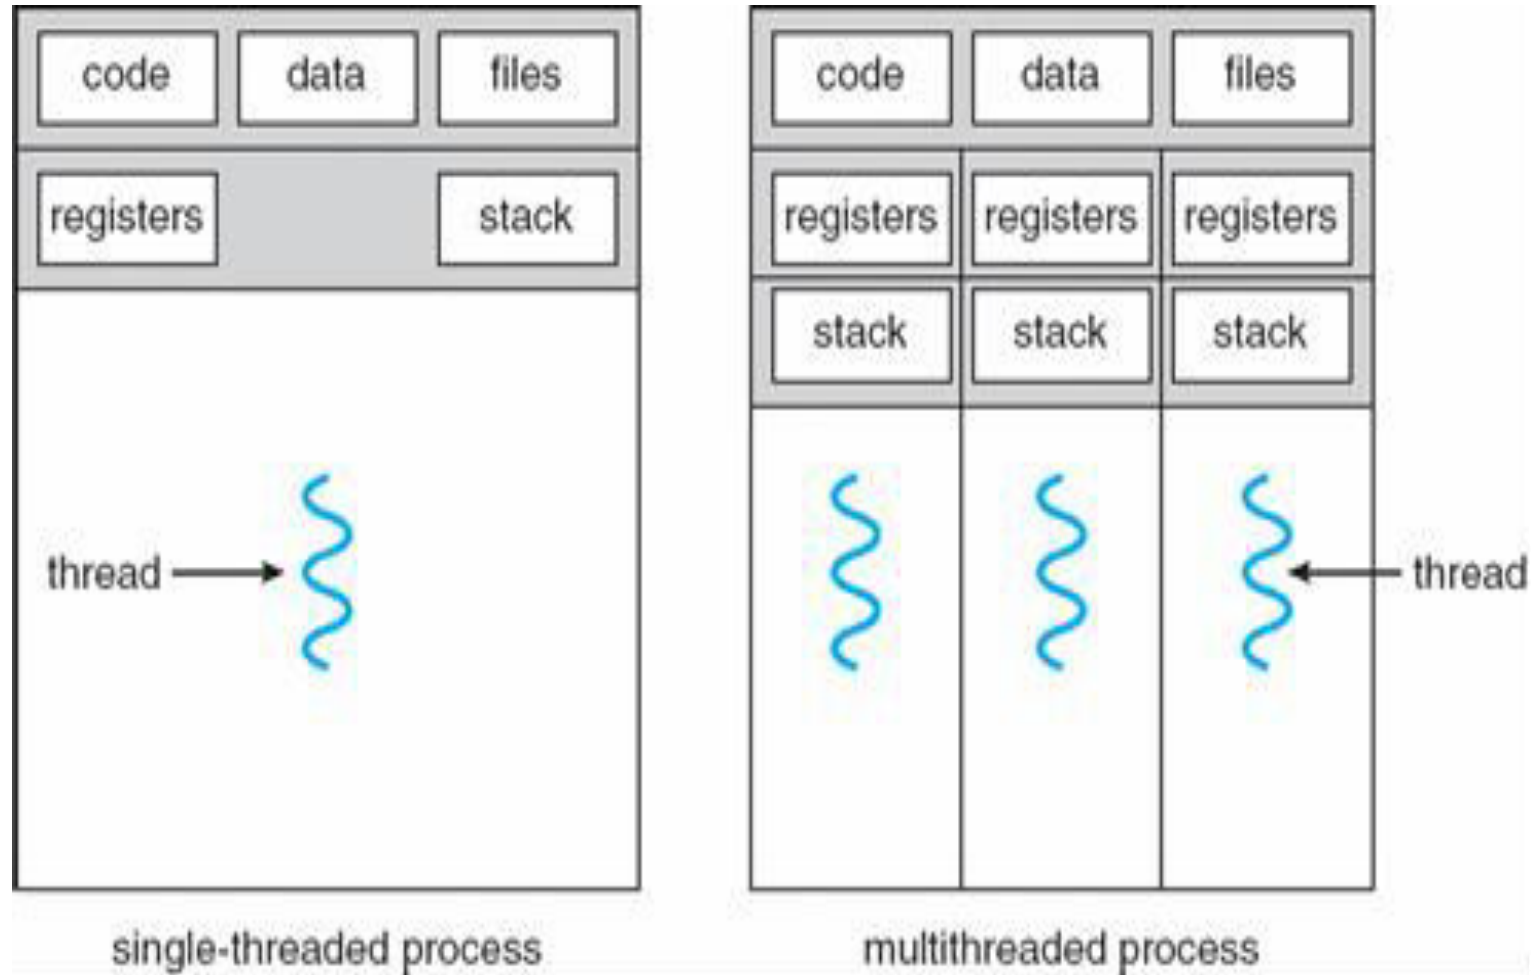 code data files
registers stack
thread
single-threaded process
code data files
registers registers registers
stack stack stack
thread
multithreaded process